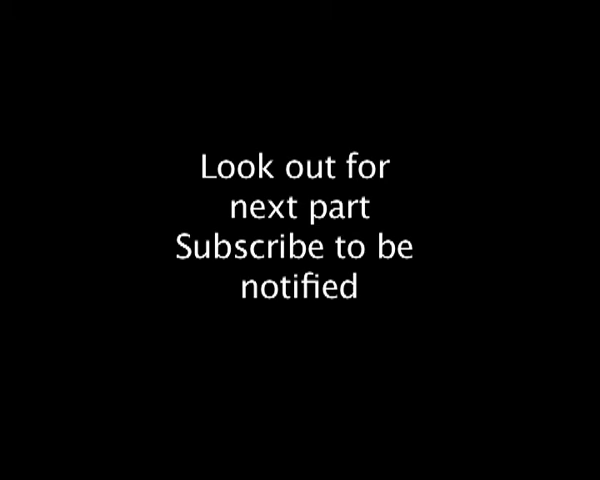 Look out for
next part
Subscribe to be
notified